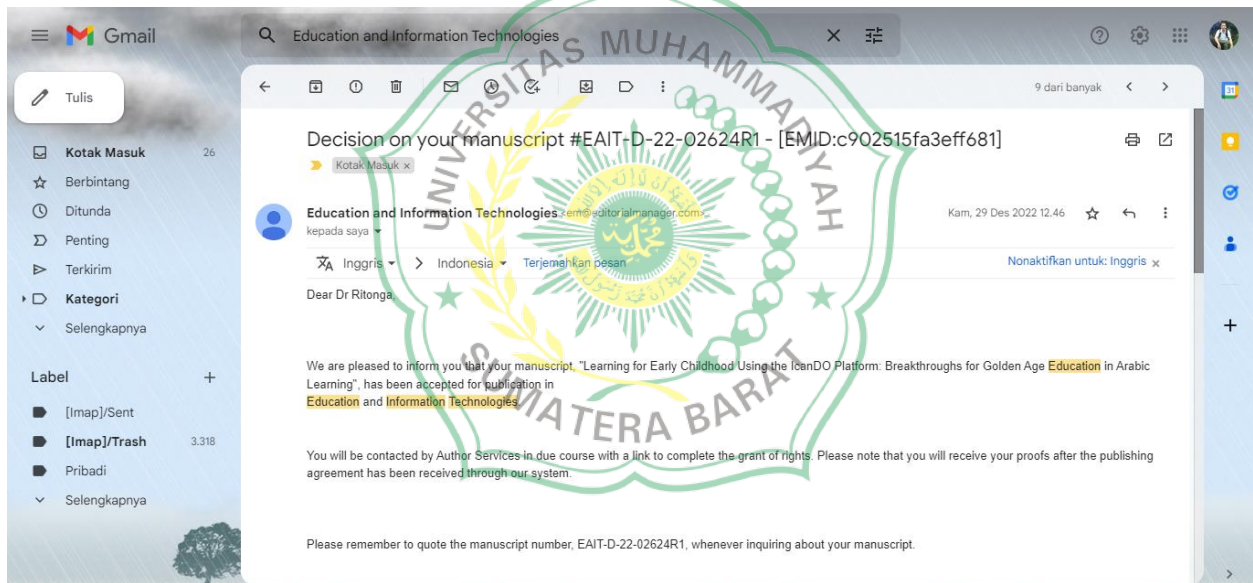 Gmail
Education and Information Technologies
Tulis
9 dari banyak
Kotak Masuk 26
Berbintang
Ditunda
Penting
Terkirim
Kategori
Selengkapnya
Label
[Imap]/Sent
[Imap]/Trash 3.318
Pribadi
Selengkapnya
Decision on your manuscript #EAIT-D-22-02624R1 - [EMID:c902515fa3eff681]
Kotak Masuk x
Education and Information Technologies <em@editorialmanager.com>
Kam, 29 Des 2022 12.46
kepada saya
Inggris > Indonesia Terjemahkan pesan
Nonaktifkan untuk: Inggris x
Dear Dr Ritonga,
We are pleased to inform you that your manuscript, "Learning for Early Childhood Using the IcanDO Platform: Breakthroughs for Golden Age Education in Arabic
Learning", has been accepted for publication in
Education and Information Technologies.
You will be contacted by Author Services in due course with a link to complete the grant of rights. Please note that you will receive your proofs after the publishing
agreement has been received through our system.
Please remember to quote the manuscript number, EAIT-D-22-02624R1, whenever inquiring about your manuscript.
UNIVERSITAS MUHAMMADIYAH
SUMATERA BARAT
31